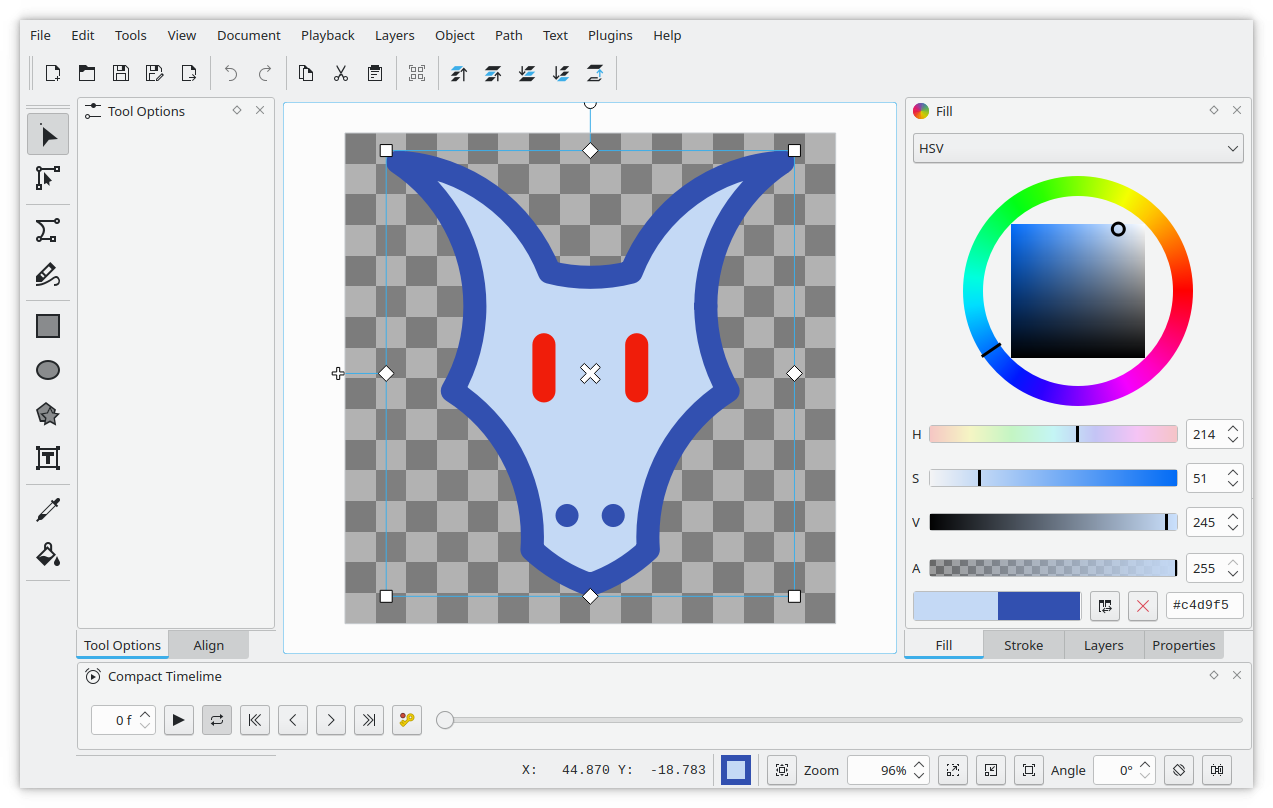 File Edit Tools View Document Playback Layers Object Path Text Plugins Help
Tool Options
Fill
HSV
H 214
S 51
V 245
A 255
#c4d9f5
Tool Options Align
Fill Stroke Layers Properties
Compact Timeline
0 f
X: 44.870 Y: -18.783 Zoom 96% Angle 0°